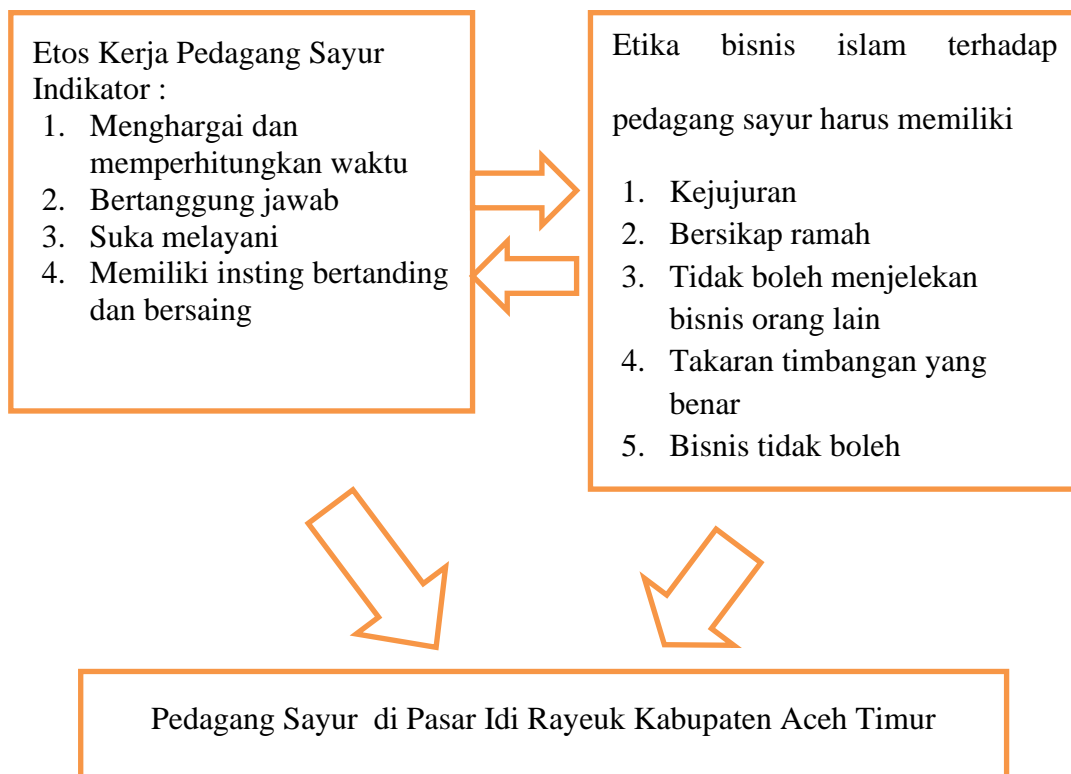 Etos Kerja Pedagang Sayur
Indikator :
1. Menghargai dan
memperhitungkan waktu
2. Bertanggung jawab
3. Suka melayani
4. Memiliki insting bertanding
dan bersaing
Etika bisnis islam terhadap
pedagang sayur harus memiliki
1. Kejujuran
2. Bersikap ramah
3. Tidak boleh menjelekan
bisnis orang lain
4. Takaran timbangan yang
benar
5. Bisnis tidak boleh
Pedagang Sayur di Pasar Idi Rayeuk Kabupaten Aceh Timur